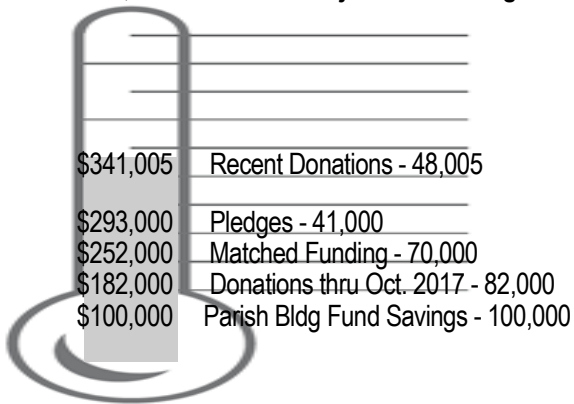 $341,005 Recent Donations - 48,005
$293,000 Pledges - 41,000
$252,000 Matched Funding - 70,000
$182,000 Donations thru Oct. 2017 - 82,000
$100,000 Parish Bldg Fund Savings - 100,000